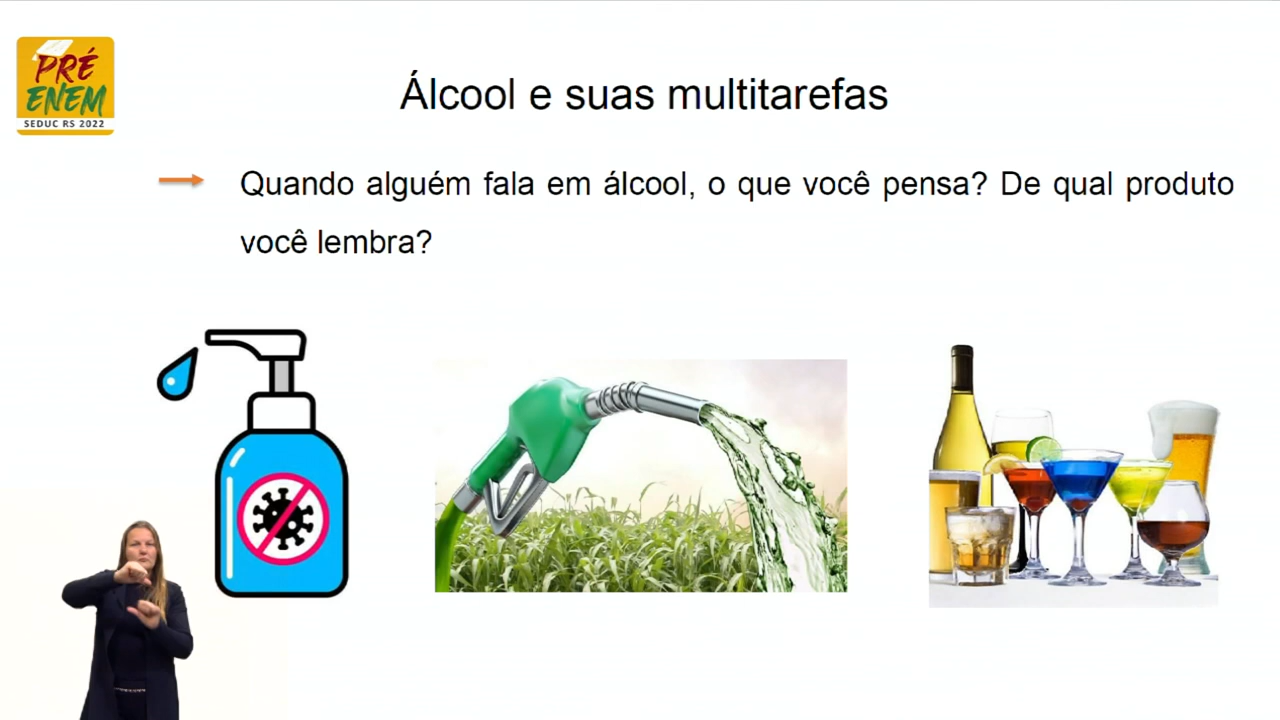 PRÉ
ENEM
SEDUC RS 2022
Álcool e suas multitarefas
Quando alguém fala em álcool, o que você pensa? De qual produto
você lembra?